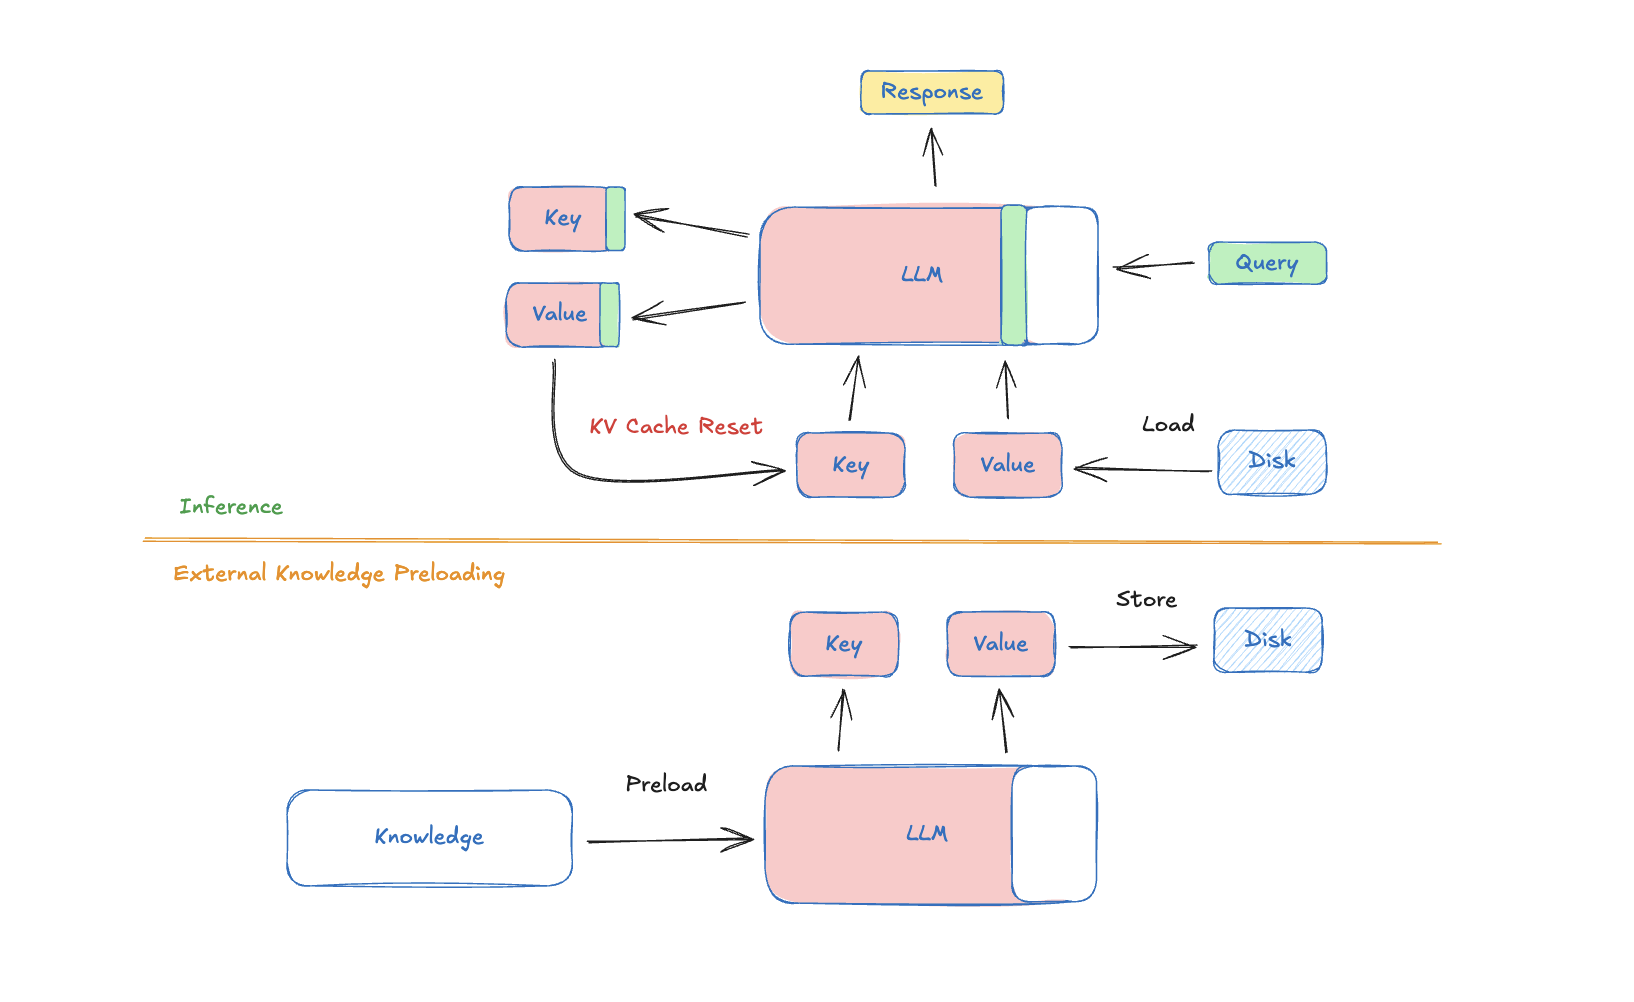 Response
Key
LLM
Query
Value
KV Cache Reset
Load
Key
Value
Disk
Inference
External Knowledge Preloading
Store
Key
Value
Disk
Preload
Knowledge
LLM